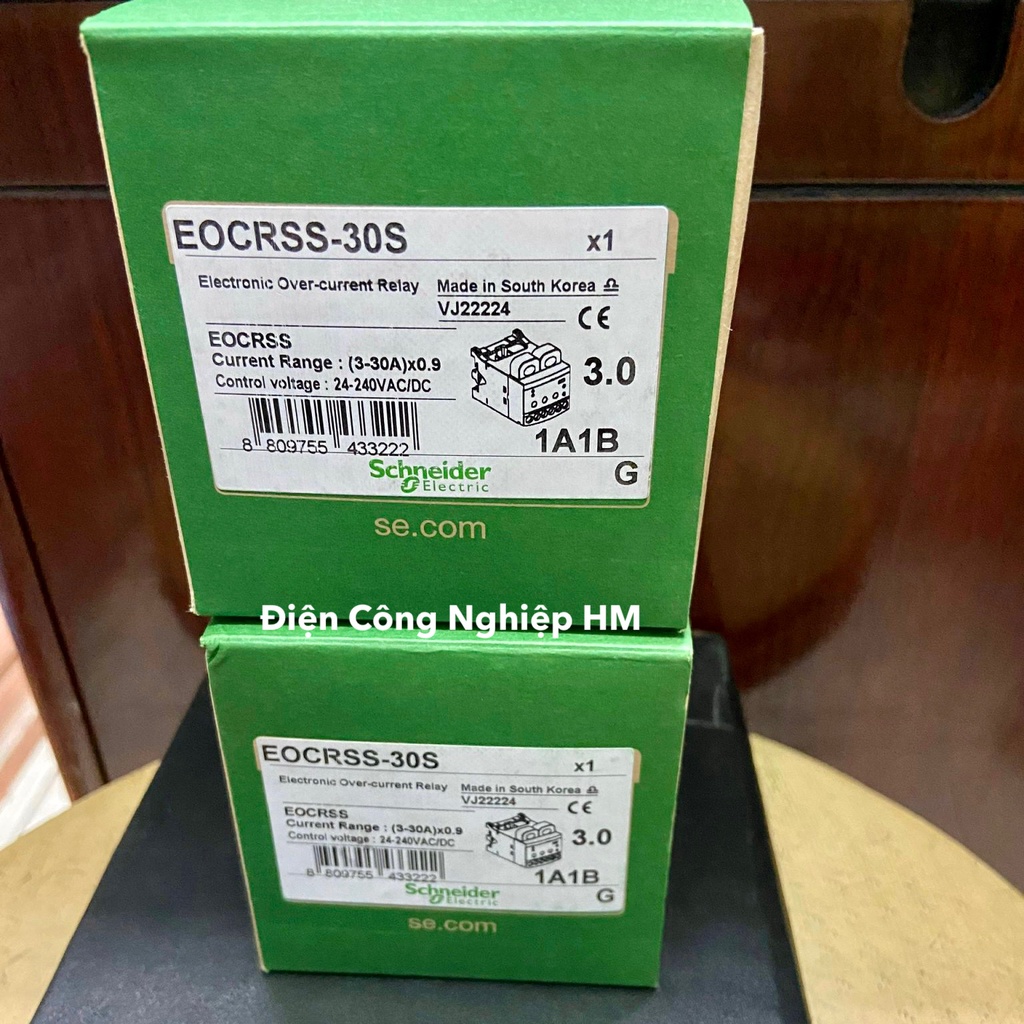 EOCRSS-30S
x1
Electronic Over-current Relay
Made in South Korea
VJ22224
CE
EOCRSS
Current Range : (3-30A)x0.9
Control voltage : 24-240VAC/DC
3.0
8 809755 433222
1A1B
Schneider
Electric
G
se.com
Điện Công Nghiệp HM
EOCRSS-30S
x1
Electronic Over-current Relay
Made in South Korea
VJ22224
CE
EOCRSS
Current Range : (3-30A)x0.9
Control voltage : 24-240VAC/DC
3.0
8 809755 433222
1A1B
Schneider
Electric
G
se.com